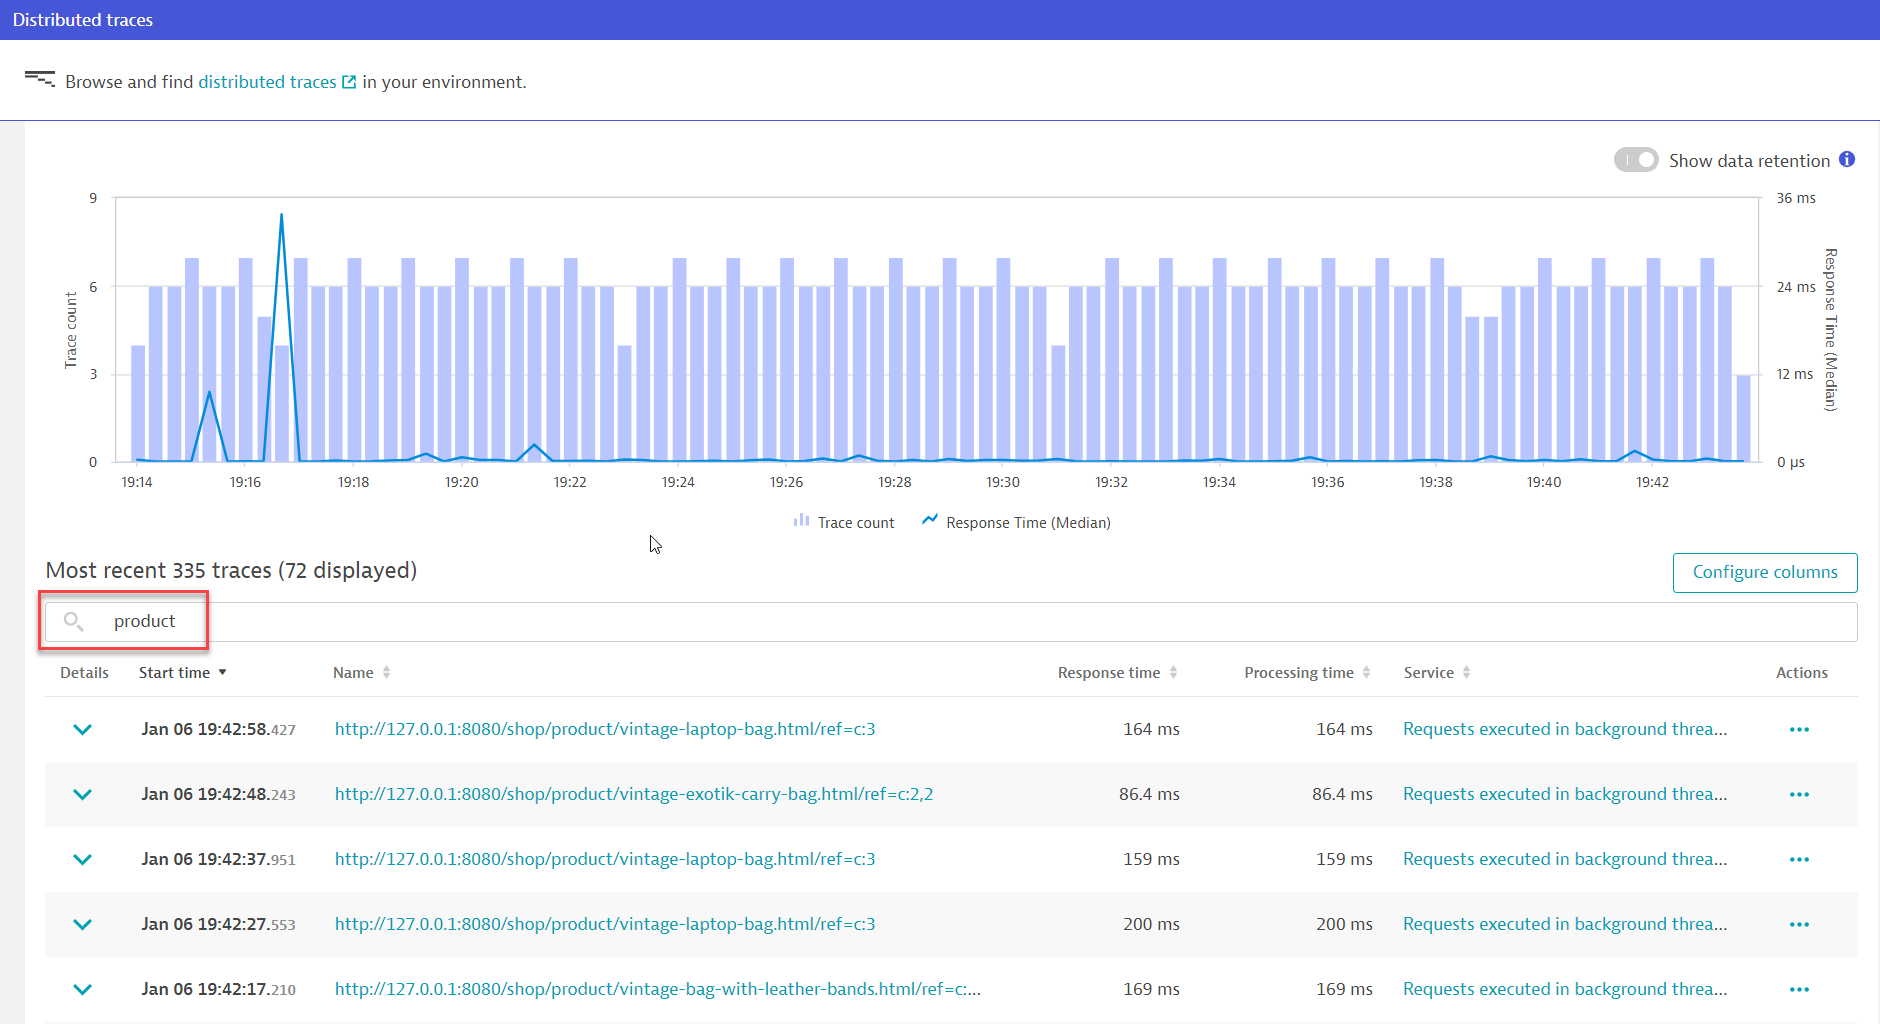 Distributed traces
Browse and find distributed traces in your environment.
Show data retention
9 36 ms
6 24 ms
3 12 ms
0 0 µs
Trace count
Response Time (Median)
19:14 19:16 19:18 19:20 19:22 19:24 19:26 19:28 19:30 19:32 19:34 19:36 19:38 19:40 19:42
Trace count Response Time (Median)
Most recent 335 traces (72 displayed) Configure columns
product
Details Start time Name Response time Processing time Service Actions
Jan 06 19:42:58.427 http://127.0.0.1:8080/shop/product/vintage-laptop-bag.html/ref=c:3 164 ms 164 ms Requests executed in background threa...
Jan 06 19:42:48.243 http://127.0.0.1:8080/shop/product/vintage-exotik-carry-bag.html/ref=c:2,2 86.4 ms 86.4 ms Requests executed in background threa...
Jan 06 19:42:37.951 http://127.0.0.1:8080/shop/product/vintage-laptop-bag.html/ref=c:3 159 ms 159 ms Requests executed in background threa...
Jan 06 19:42:27.553 http://127.0.0.1:8080/shop/product/vintage-laptop-bag.html/ref=c:3 200 ms 200 ms Requests executed in background threa...
Jan 06 19:42:17.210 http://127.0.0.1:8080/shop/product/vintage-bag-with-leather-bands.html/ref=c:... 169 ms 169 ms Requests executed in background threa...